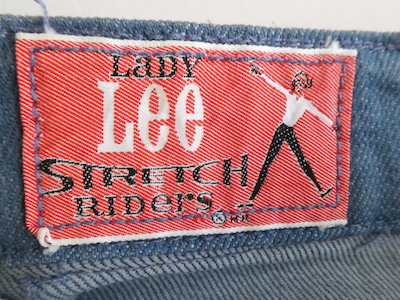 LaDY
Lee
STRETCH
RIDers ® M.R.